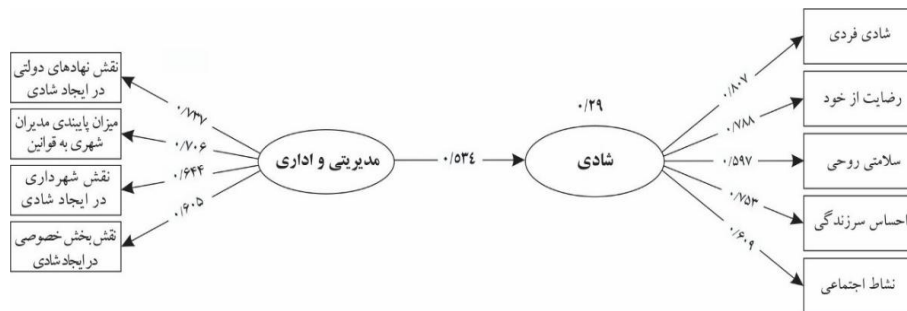 شادی فردی
رضایت از خود
سلامتی روحی
احساس سرزندگی
نشاط اجتماعی
۰/۸۰۷
۰/۷۸۸
۰/۵۹۷
۰/۷۵۳
۰/۶۰۹
۰/۲۹
شادی
۰/۵۳۴
مدیریتی و اداری
۰/۷۳۷
۰/۷۰۶
۰/۶۴۴
۰/۶۰۵
نقش نهادهای دولتی
در ایجاد شادی
میزان پایبندی مدیران
شهری به قوانین
نقش شهرداری
در ایجاد شادی
نقش بخش خصوصی
در ایجاد شادی